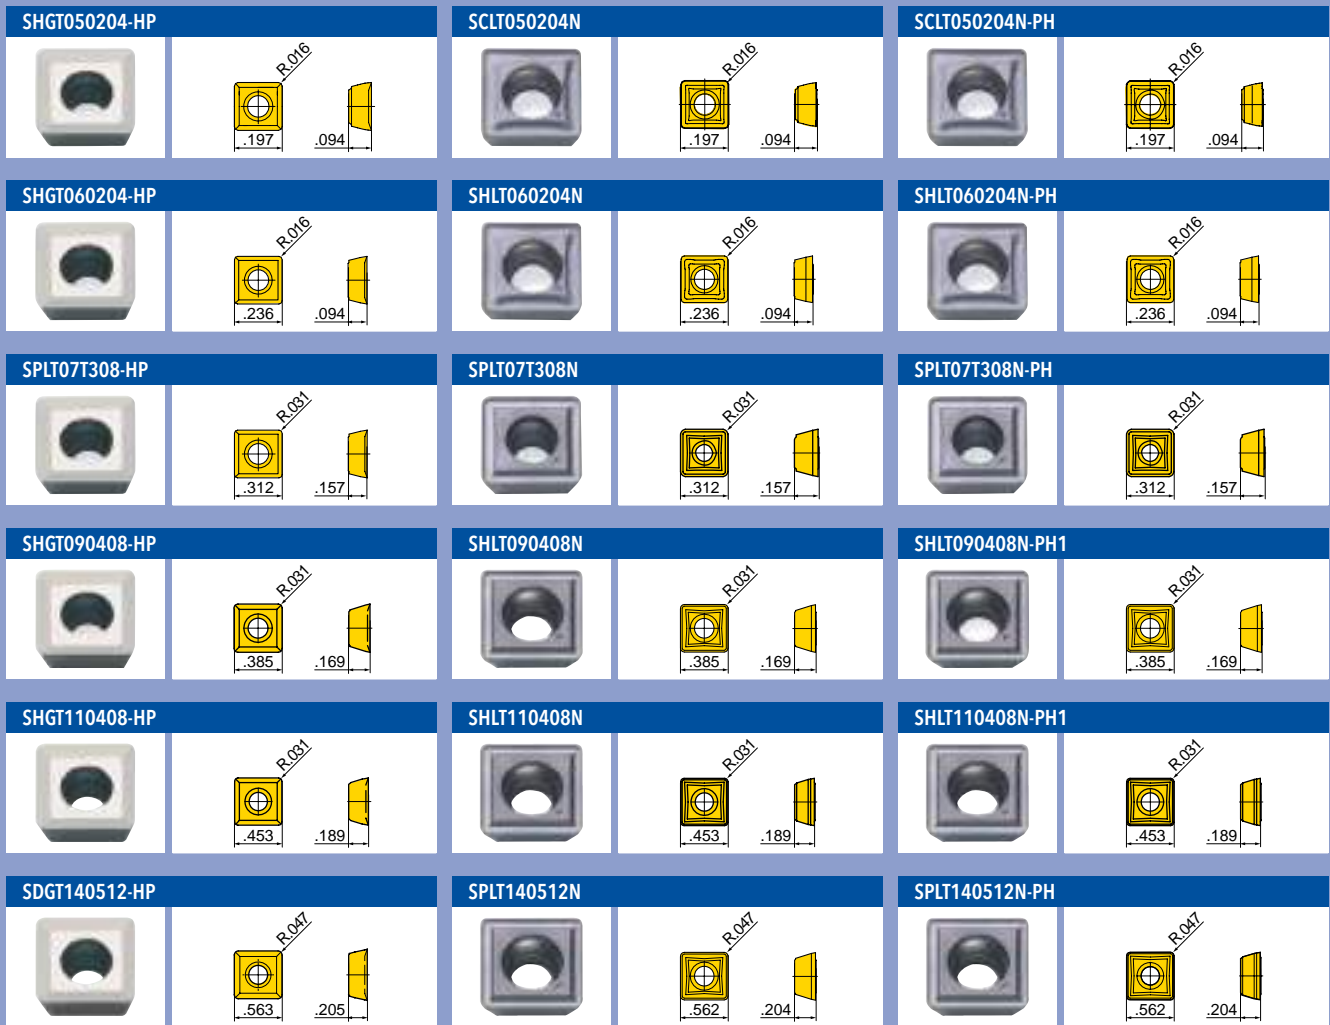 SHGT050204-HP
R.016
.197
.094
SCLT050204N
R.016
.197
.094
SCLT050204N-PH
R.016
.197
.094
SHGT060204-HP
R.016
.236
.094
SHLT060204N
R.016
.236
.094
SHLT060204N-PH
R.016
.236
.094
SPLT07T308-HP
R.031
.312
.157
SPLT07T308N
R.031
.312
.157
SPLT07T308N-PH
R.031
.312
.157
SHGT090408-HP
R.031
.385
.169
SHLT090408N
R.031
.385
.169
SHLT090408N-PH1
R.031
.385
.169
SHGT110408-HP
R.031
.453
.189
SHLT110408N
R.031
.453
.189
SHLT110408N-PH1
R.031
.453
.189
SDGT140512-HP
R.047
.563
.205
SPLT140512N
R.047
.562
.204
SPLT140512N-PH
R.047
.562
.204